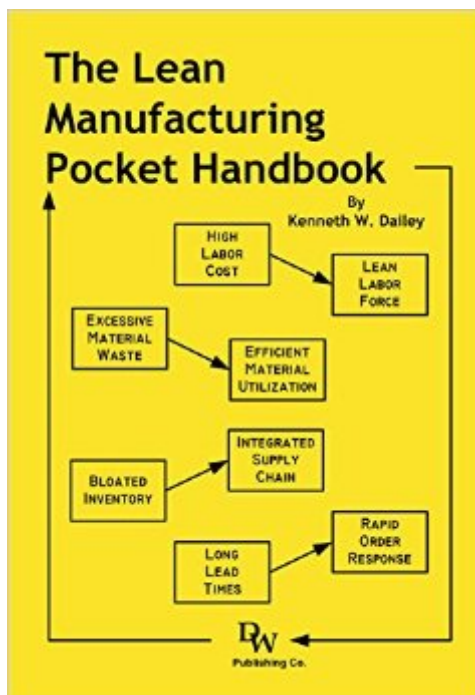 The Lean
Manufacturing
Pocket Handbook
By
Kenneth W. Dailey
HIGH
LABOR
COST
LEAN
LABOR
FORCE
EXCESSIVE
MATERIAL
WASTE
EFFICIENT
MATERIAL
UTILIZATION
INTEGRATED
SUPPLY
CHAIN
BLOATED
INVENTORY
RAPID
ORDER
RESPONSE
LONG
LEAD
TIMES
DW
Publishing Co.